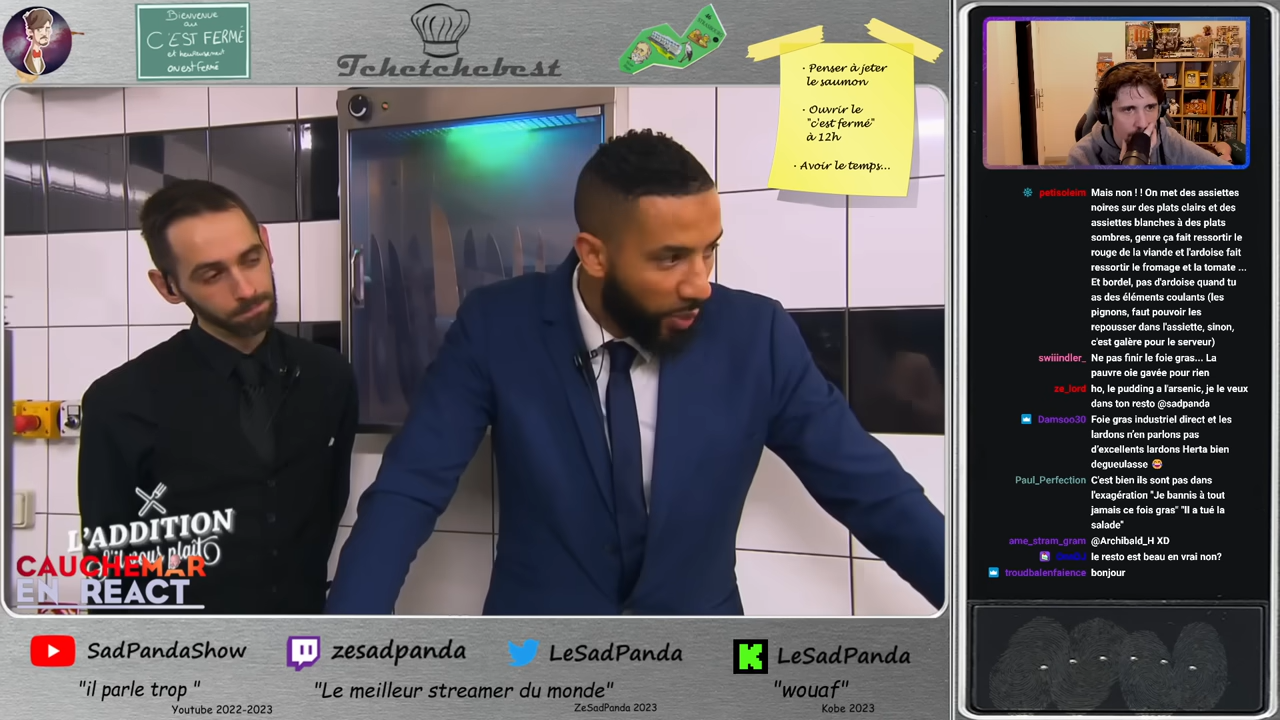 Bienvenue
au
C'EST FERMÉ
et heureusement
on est fermé
Tchetchebest
· Penser à jeter
le saumon
· Ouvrir le
"c'est fermé"
à 12h
· Avoir le temps...
petisoleim Mais non ! ! On met des assiettes
noires sur des plats clairs et des
assiettes blanches à des plats
sombres, genre ça fait ressortir le
rouge de la viande et l'ardoise fait
ressortir le fromage et la tomate ...
Et bordel, pas d'ardoise quand tu
as des éléments coulants (les
pignons, faut pouvoir les
repousser dans l'assiette, sinon,
c'est galère pour le serveur)
swiiindler_ Ne pas finir le foie gras... La
pauvre oie gavée pour rien
ze_lord ho, le pudding a l'arsenic, je le veux
dans ton resto @sadpanda
Damsoo30 Foie gras industriel direct et les
lardons n'en parlons pas
d'excellents lardons Herta bien
degueulasse
Paul_Perfection C'est bien ils sont pas dans
l'exagération "Je bannis à tout
jamais ce fois gras" "Il a tué la
salade"
ame_stram_gram @Archibald_H XD
le resto est beau en vrai non?
troudbalenfaience bonjour
L'ADDITION
s'il vous plaît
CAUCHEMAR
EN REACT
SadPandaShow
zesadpanda
LeSadPanda
LeSadPanda
"il parle trop "
Youtube 2022-2023
"Le meilleur streamer du monde"
ZeSadPanda 2023
"wouaf"
Kobe 2023